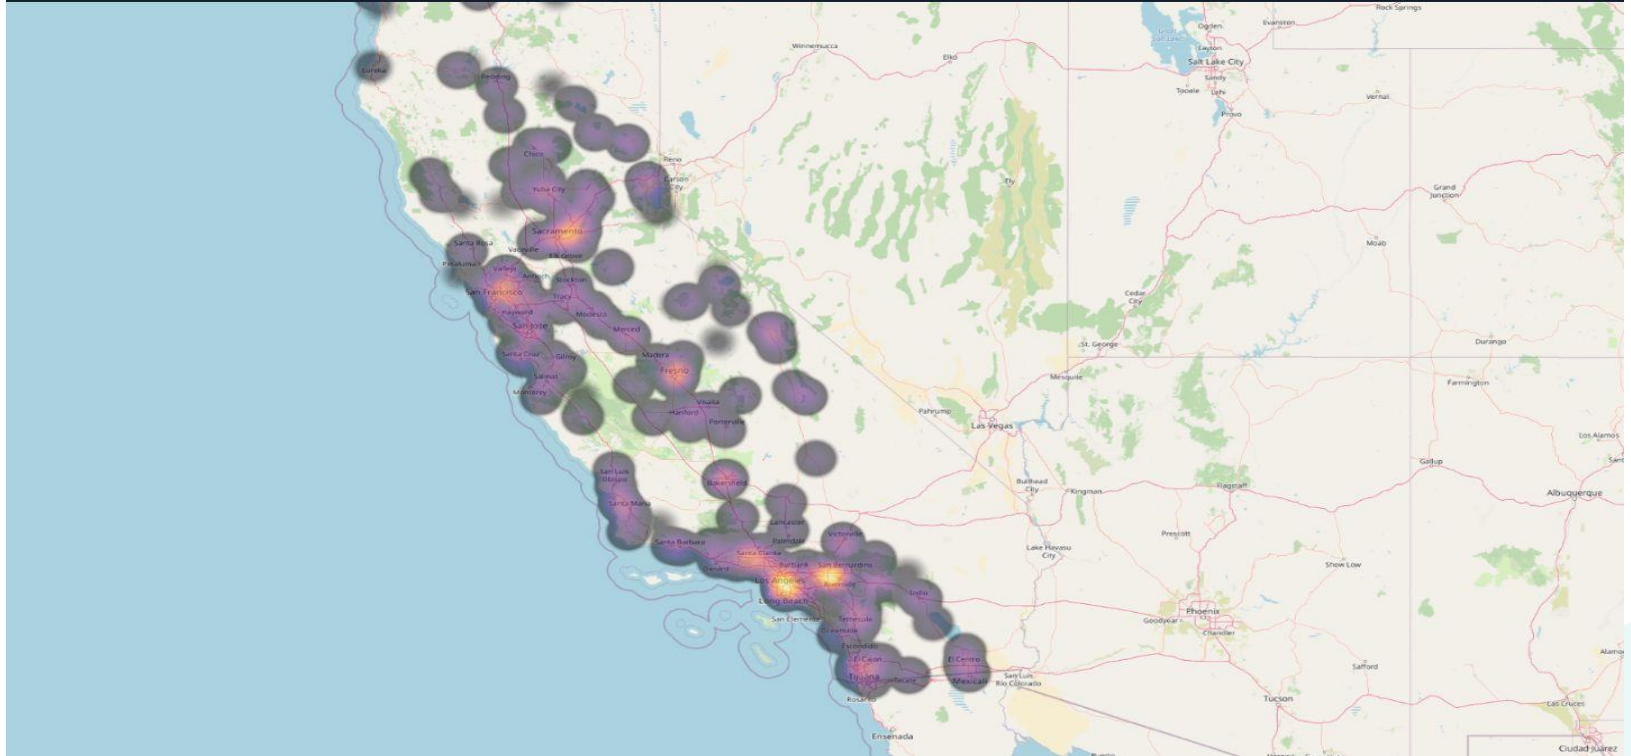 Rock Springs
Evanston
Ogden
Layton
Winnemucca
Elko
Salt Lake City
Sandy
Eureka
Redding
Tooele
Lehi
Vernal
Provo
Chico
Reno
Carson
City
Ely
Grand
Junction
Yuba City
Sacramento
Santa Rosa
Moab
Vacaville
Elk Grove
Petaluma
Vallejo
Antioch
Stockton
San Francisco
Tracy
Cedar
City
Hayward
Modesto
San Jose
Merced
St. George
Durango
Santa Cruz
Gilroy
Madera
Fresno
Salinas
Mesquite
Farmington
Monterey
Visalia
Hanford
Pahrump
Porterville
Las Vegas
Los Alamos
San Luis
Obispo
Gallup
Bakersfield
Bullhead
City
Kingman
Flagstaff
Albuquerque
Santa Maria
Lancaster
Victorville
Prescott
Santa Barbara
Palmdale
Lake Havasu
City
Santa Clarita
Show Low
Oxnard
Burbank
San Bernardino
Los Angeles
Riverside
Long Beach
Indio
Phoenix
San Clemente
Temecula
Goodyear
Chandler
Oceanside
Escondido
El Cajon
El Centro
Safford
Tijuana
Tecate
Mexicali
San Luis
Río Colorado
Tucson
Rosarito
Las Cruces
Ensenada
Ciudad Juárez